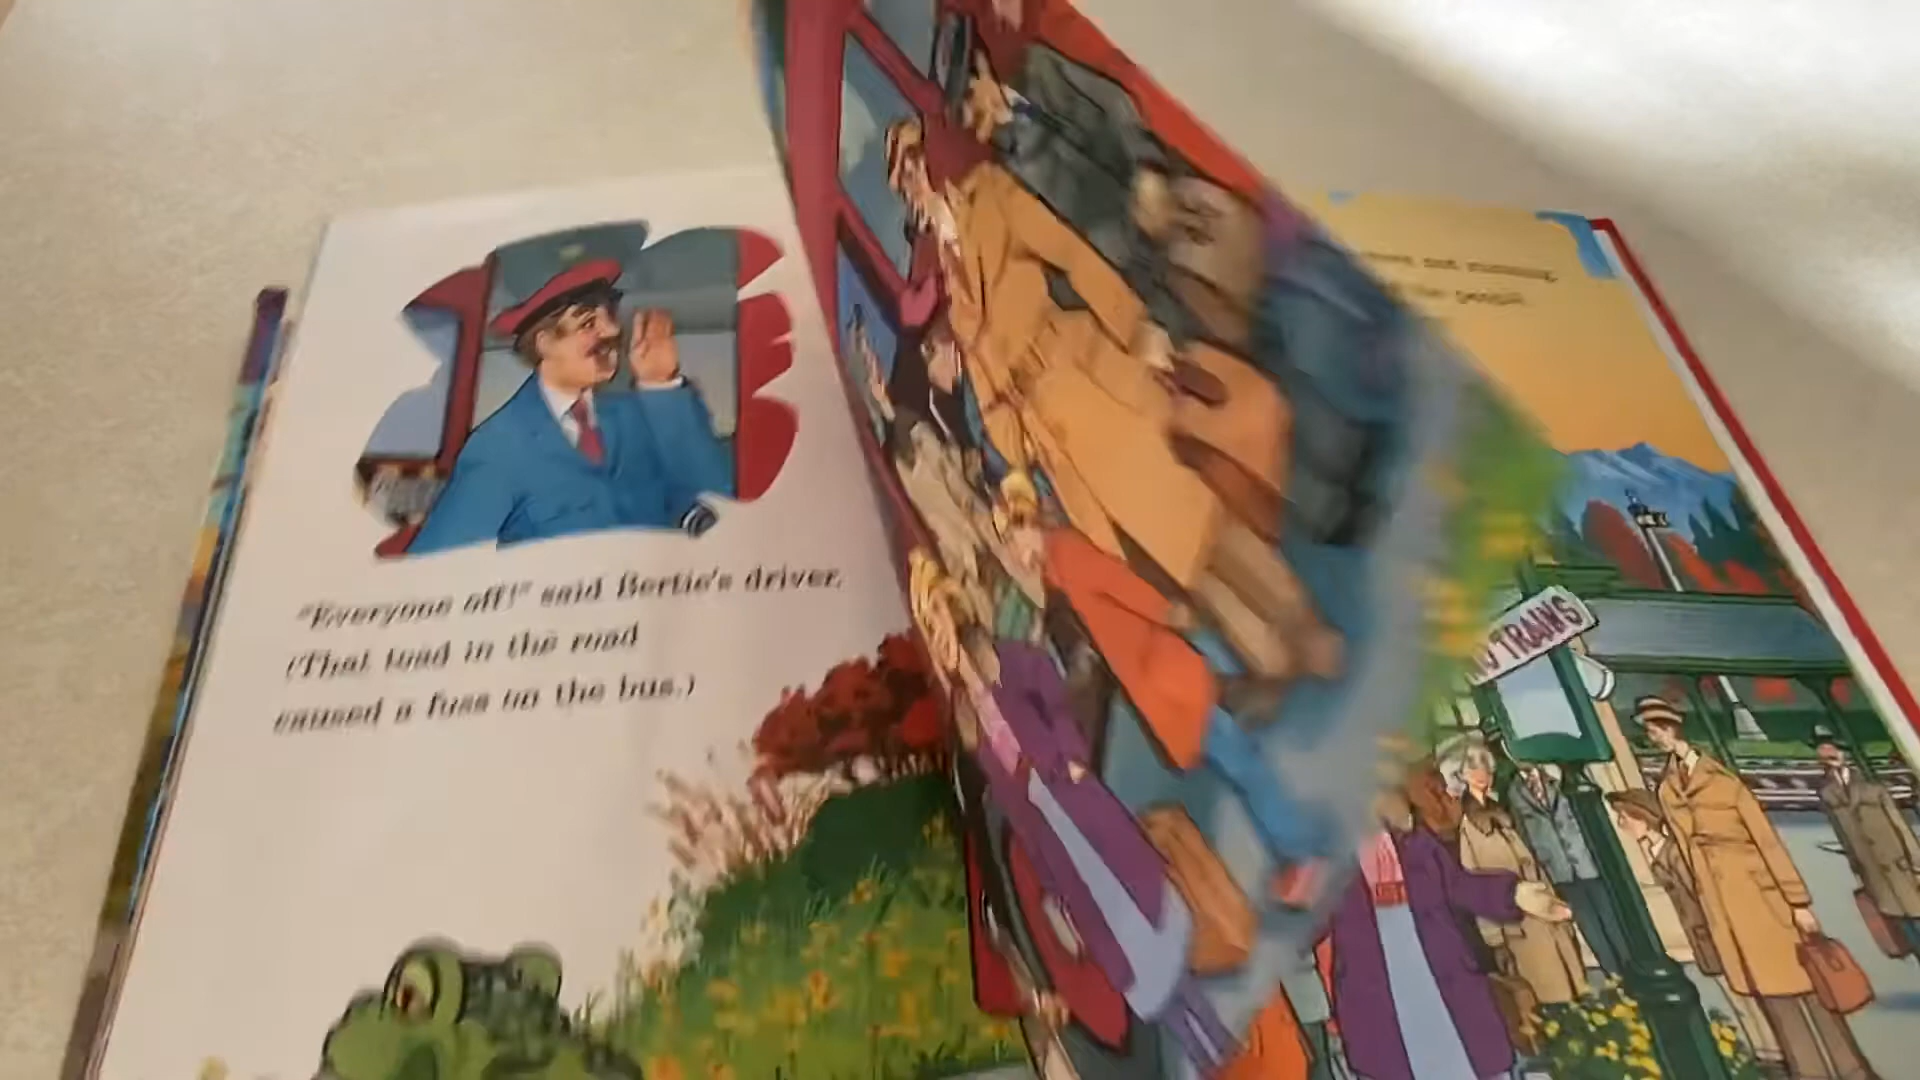 "Everyone off!" said Bertie's driver.
(That toad in the road
caused a fuss on the bus.)
TRAINS